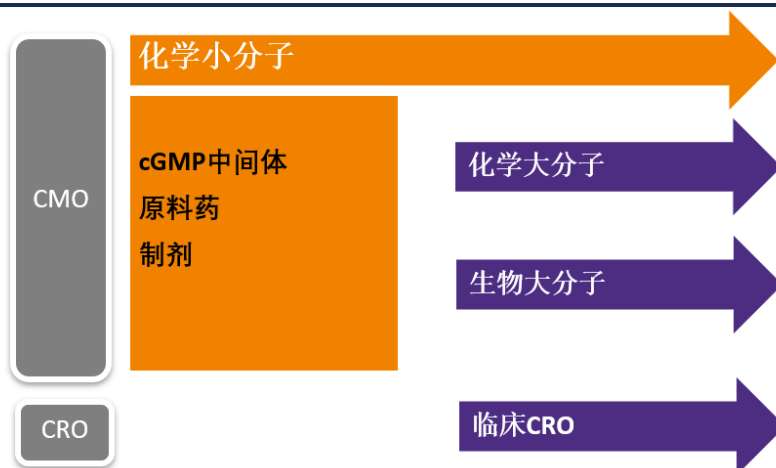 化学小分子
CMO
cGMP中间体
原料药
制剂
化学大分子
生物大分子
CRO
临床CRO